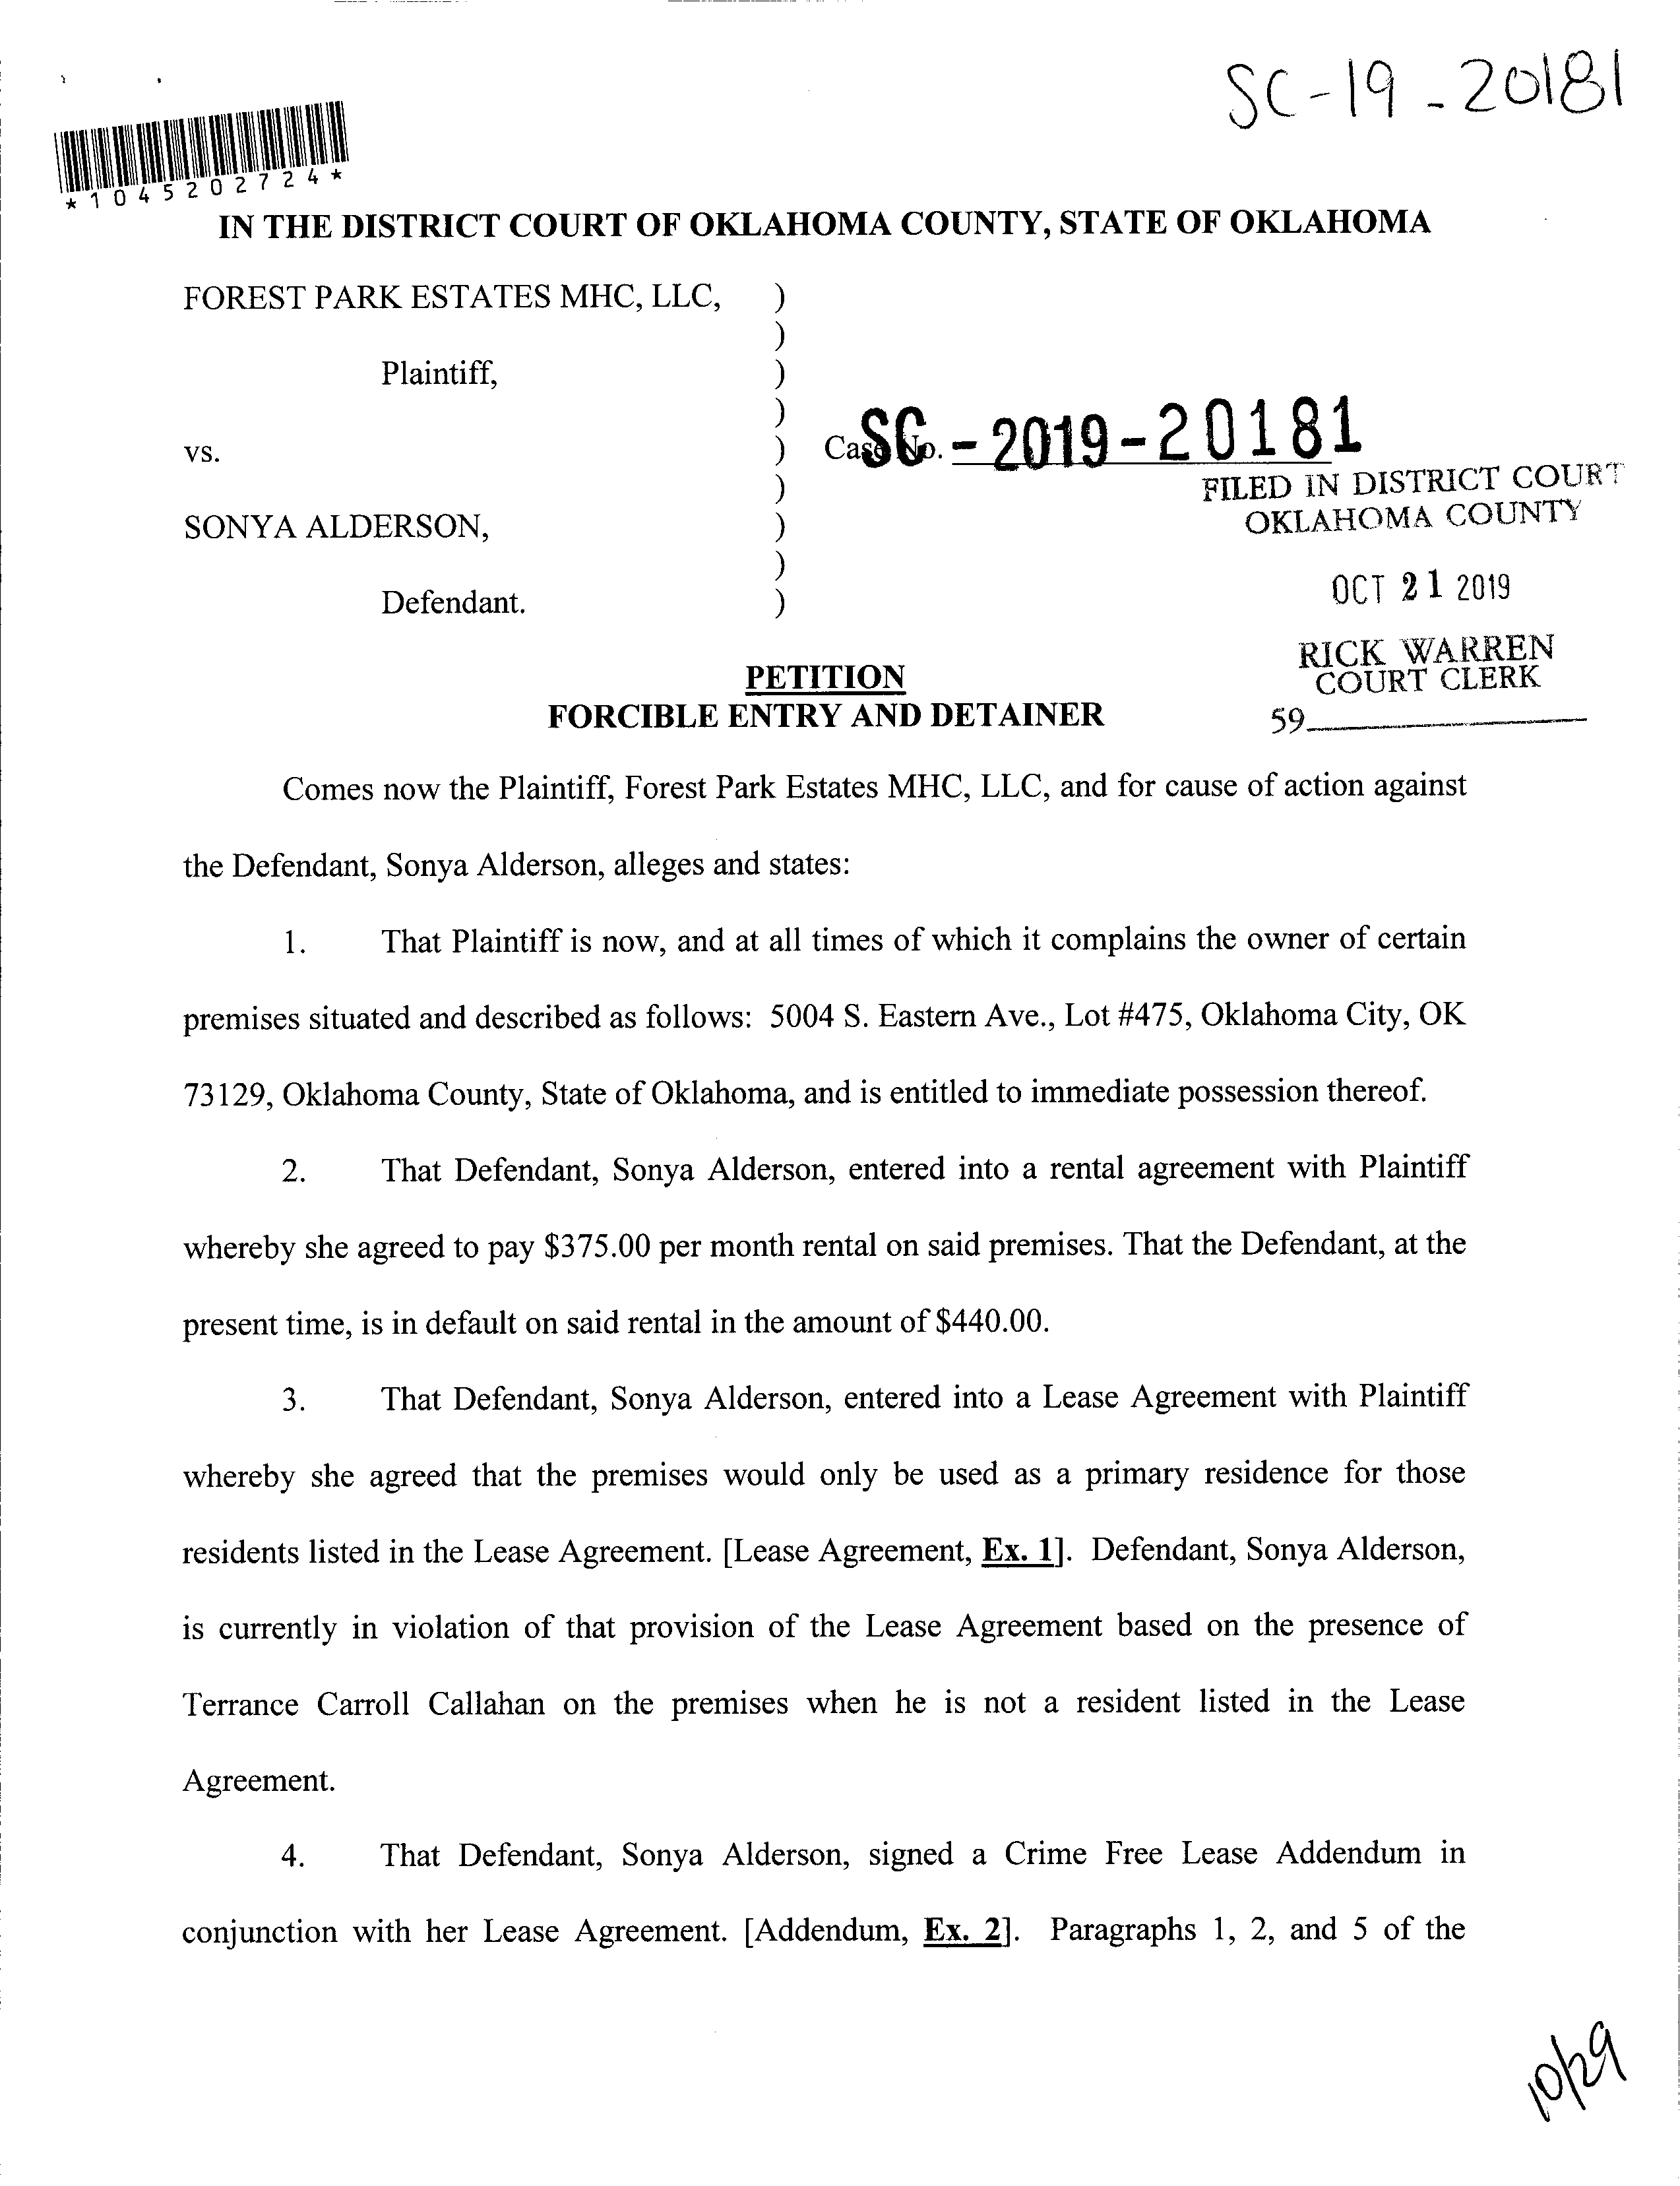 SC-19-20181
*1045202724*
IN THE DISTRICT COURT OF OKLAHOMA COUNTY, STATE OF OKLAHOMA
FOREST PARK ESTATES MHC, LLC, )
)
Plaintiff, )
)
vs. ) Case No. SC-2019-20181
)
FILED IN DISTRICT COURT
OKLAHOMA COUNTY
SONYA ALDERSON, )
)
Defendant. )
OCT 21 2019
RICK WARREN
COURT CLERK
59
PETITION
FORCIBLE ENTRY AND DETAINER
Comes now the Plaintiff, Forest Park Estates MHC, LLC, and for cause of action against
the Defendant, Sonya Alderson, alleges and states:
1. That Plaintiff is now, and at all times of which it complains the owner of certain
premises situated and described as follows: 5004 S. Eastern Ave., Lot #475, Oklahoma City, OK
73129, Oklahoma County, State of Oklahoma, and is entitled to immediate possession thereof.
2. That Defendant, Sonya Alderson, entered into a rental agreement with Plaintiff
whereby she agreed to pay $375.00 per month rental on said premises. That the Defendant, at the
present time, is in default on said rental in the amount of $440.00.
3. That Defendant, Sonya Alderson, entered into a Lease Agreement with Plaintiff
whereby she agreed that the premises would only be used as a primary residence for those
residents listed in the Lease Agreement. [Lease Agreement, Ex. 1]. Defendant, Sonya Alderson,
is currently in violation of that provision of the Lease Agreement based on the presence of
Terrance Carroll Callahan on the premises when he is not a resident listed in the Lease
Agreement.
4. That Defendant, Sonya Alderson, signed a Crime Free Lease Addendum in
conjunction with her Lease Agreement. [Addendum, Ex. 2]. Paragraphs 1, 2, and 5 of the
10/29